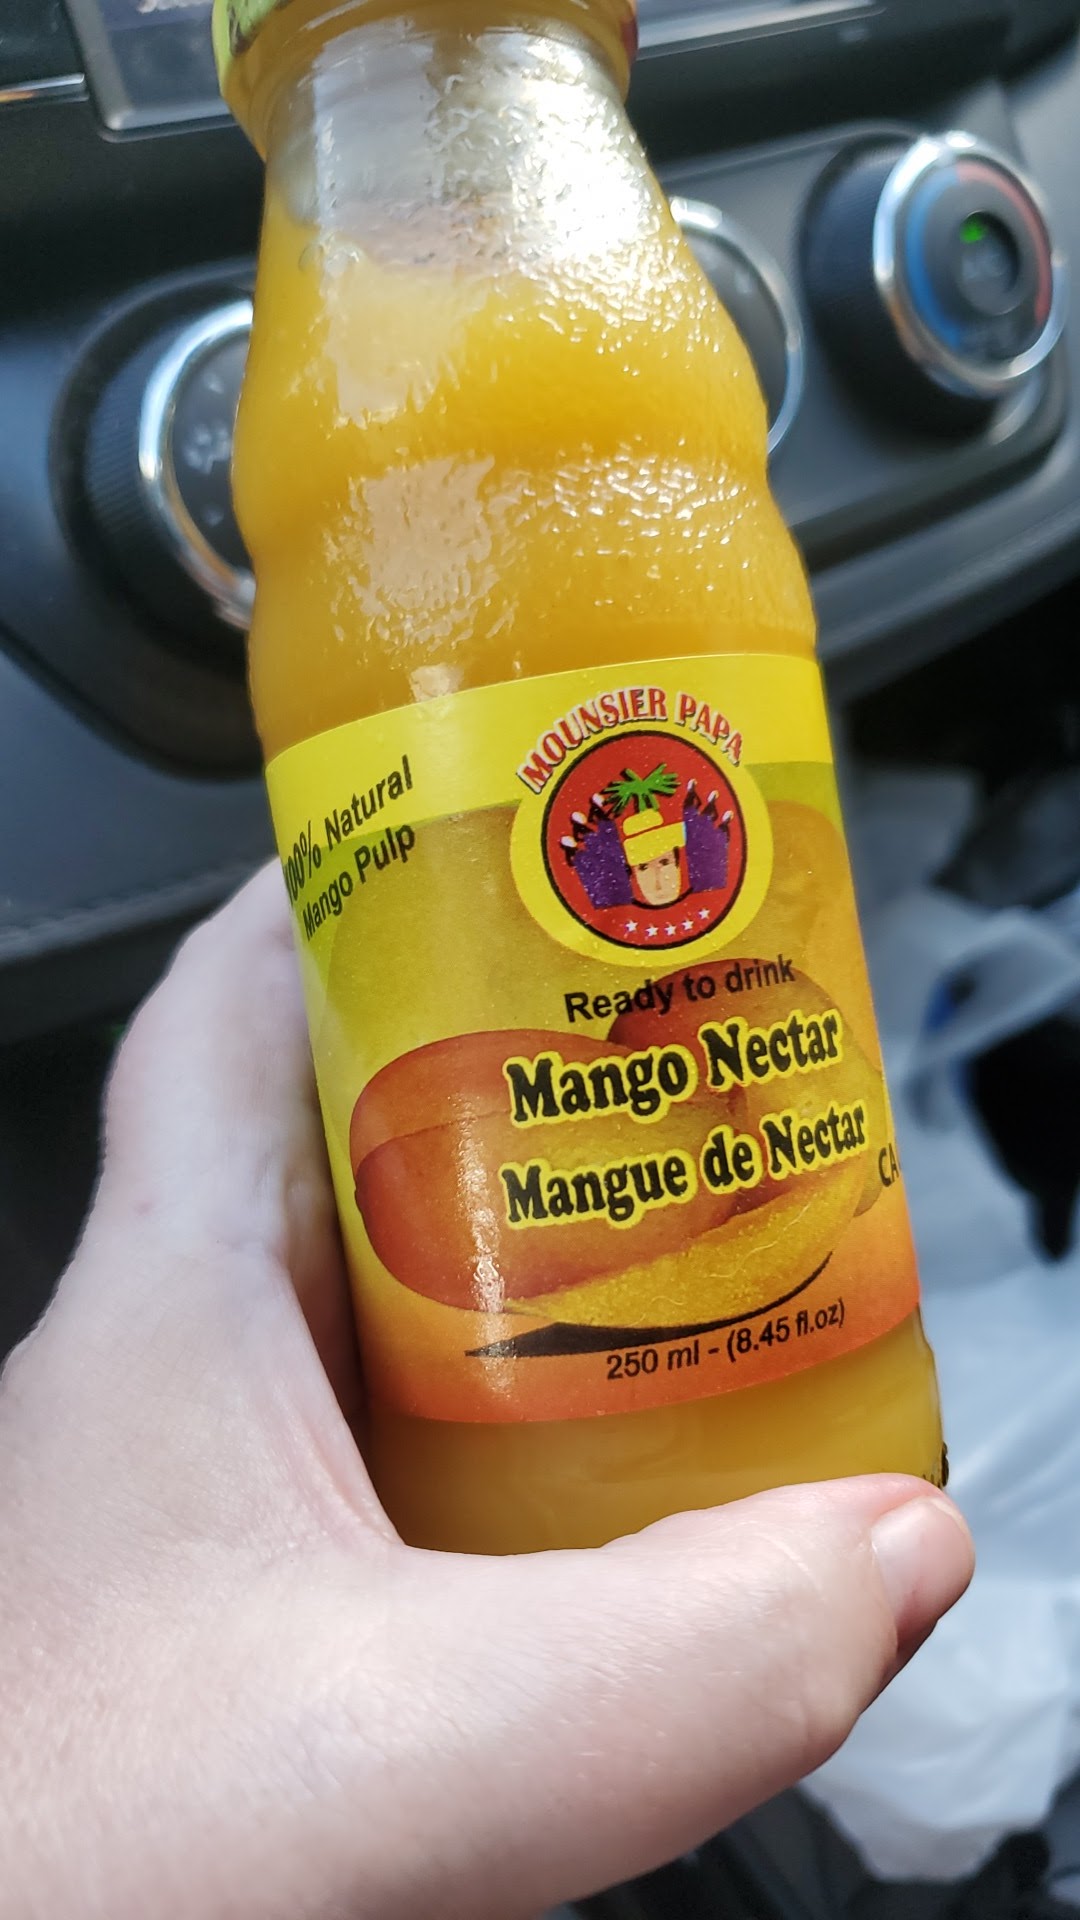 MOUNSIER PAPA
100% Natural
Mango Pulp
Ready to drink
Mango Nectar
Mangue de Nectar
250 ml - (8.45 fl.oz)